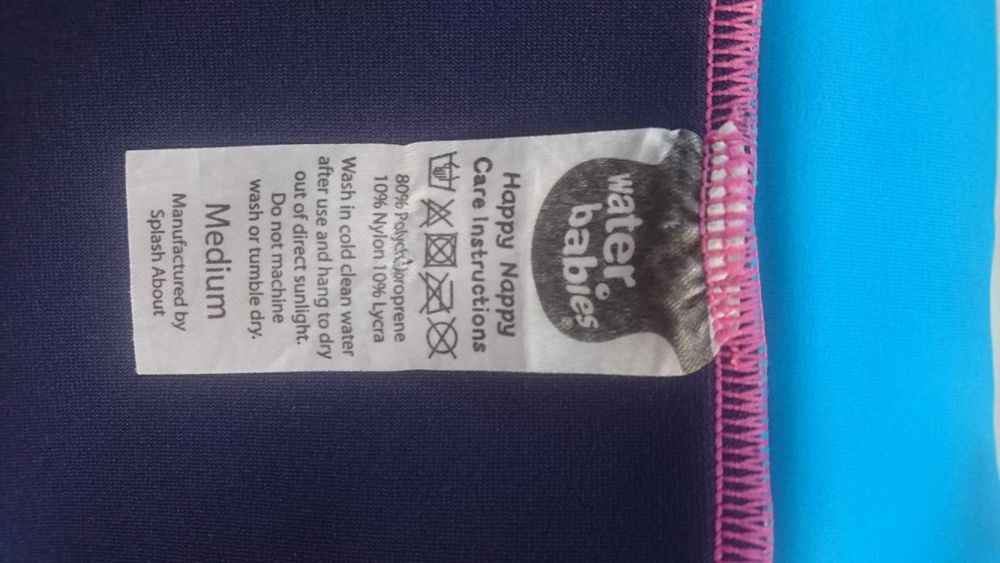 water
babies®
Happy Nappy
Care Instructions
80% Polychloroprene
10% Nylon 10% Lycra
Wash in cold clean water
after use and hang to dry
out of direct sunlight.
Do not machine
wash or tumble dry.
Medium
Manufactured by
Splash About